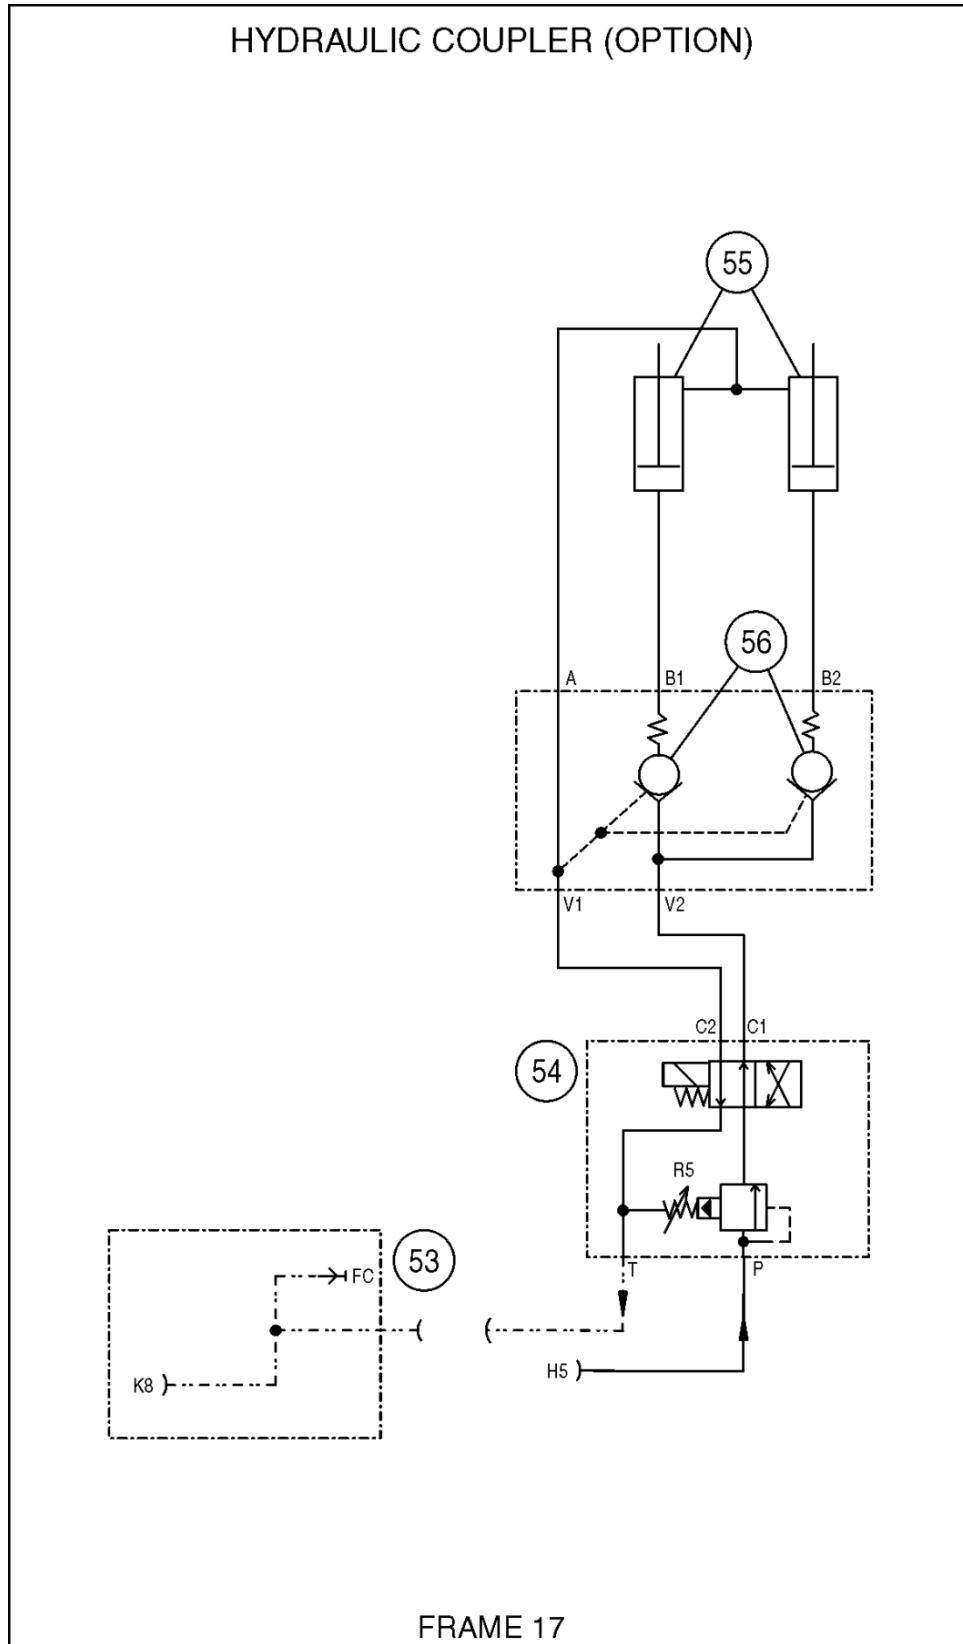 HYDRAULIC COUPLER (OPTION)
55
56
A B1 B2
V1 V2
C2 C1
54
R5
53
FC
T P
K8
H5
FRAME 17